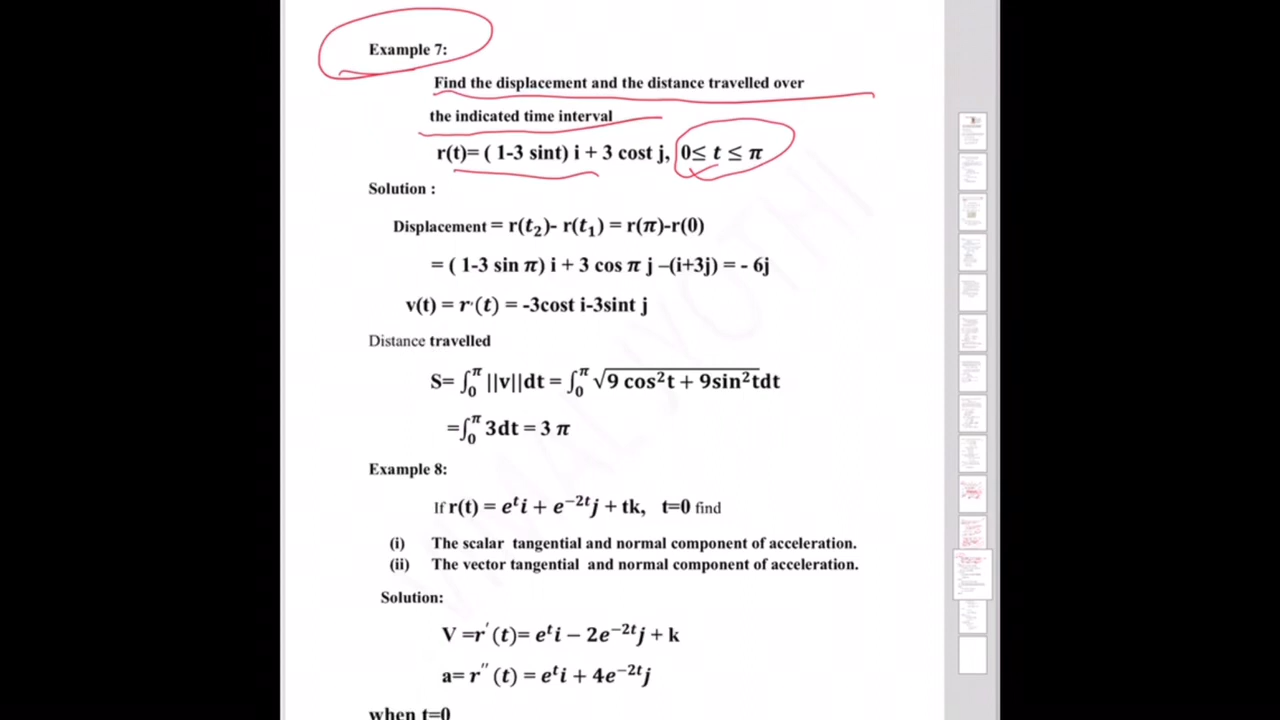 Example 7:
Find the displacement and the distance travelled over
the indicated time interval
r(t)= ( 1-3 sint) i + 3 cost j, 0≤ t ≤ π
Solution :
Displacement = r(t₂)- r(t₁) = r(π)-r(0)
= ( 1-3 sin π) i + 3 cos π j –(i+3j) = - 6j
v(t) = r'(t) = -3cost i-3sint j
Distance travelled
S= ∫₀^π ||v||dt = ∫₀^π √9 cos²t + 9sin²tdt
=∫₀^π 3dt = 3 π
Example 8:
If r(t) = eᵗi + e⁻²ᵗj + tk, t=0 find
(i) The scalar tangential and normal component of acceleration.
(ii) The vector tangential and normal component of acceleration.
Solution:
V =r′(t)= eᵗi − 2e⁻²ᵗj + k
a= r″(t) = eᵗi + 4e⁻²ᵗj
when t=0